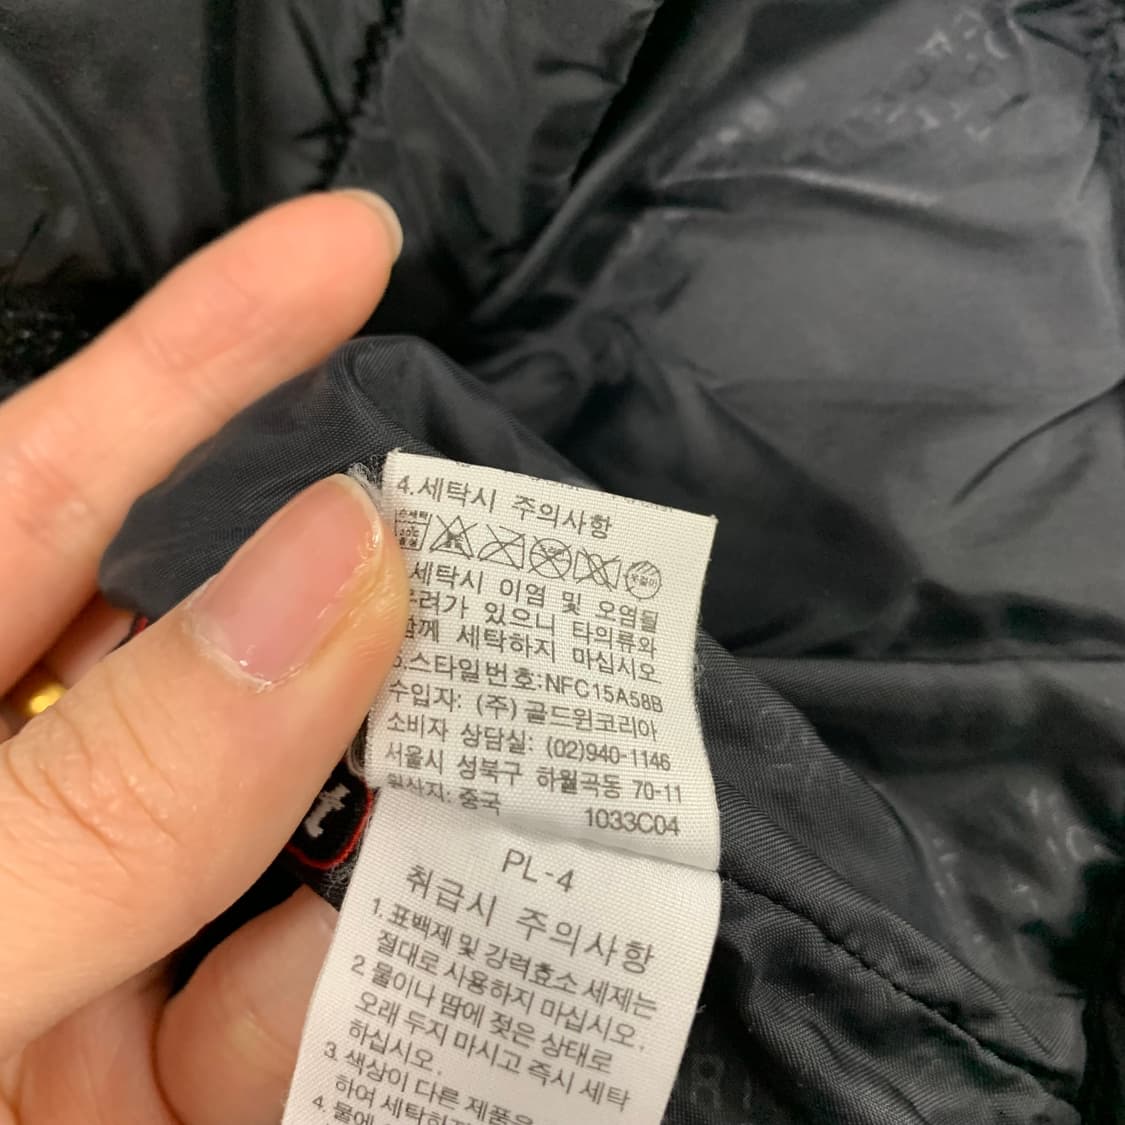 4.세탁시 주의사항
세탁시 이염 및 오염될
우려가 있으니 타의류와
함께 세탁하지 마십시오
스타일번호:NFC15A58B
수입자: (주) 골드윈코리아
소비자 상담실: (02)940-1146
서울시 성북구 하월곡동 70-11
원산지: 중국 1033C04
PL-4
취급시 주의사항
1. 표백제 및 강력효소 세제는
절대로 사용하지 마십시오.
2 물이나 땀에 젖은 상태로
오래 두지 마시고 즉시 세탁
하십시오.
3. 색상이 다른 제품은
4. 물에
t